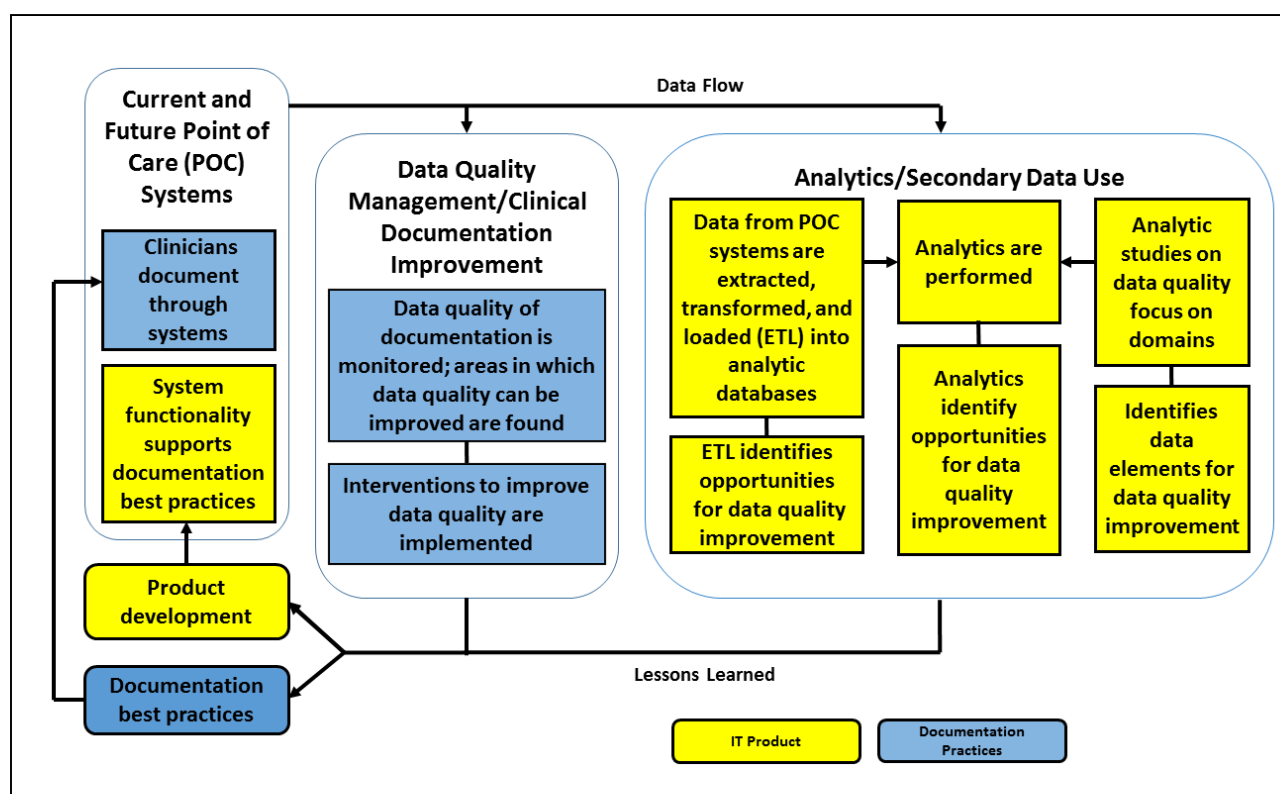 Data Flow
Current and
Future Point of
Care (POC)
Systems
Clinicians
document
through
systems
System
functionality
supports
documentation
best practices
Product
development
Documentation
best practices
Data Quality
Management/Clinical
Documentation
Improvement
Data quality of
documentation is
monitored; areas in which
data quality can be
improved are found
Interventions to improve
data quality are
implemented
Analytics/Secondary Data Use
Data from POC
systems are
extracted,
transformed, and
loaded (ETL) into
analytic
databases
ETL identifies
opportunities
for data quality
improvement
Analytics are
performed
Analytics
identify
opportunities
for data
quality
improvement
Analytic
studies on
data quality
focus on
domains
Identifies
data
elements for
data quality
improvement
Lessons Learned
IT Product
Documentation
Practices